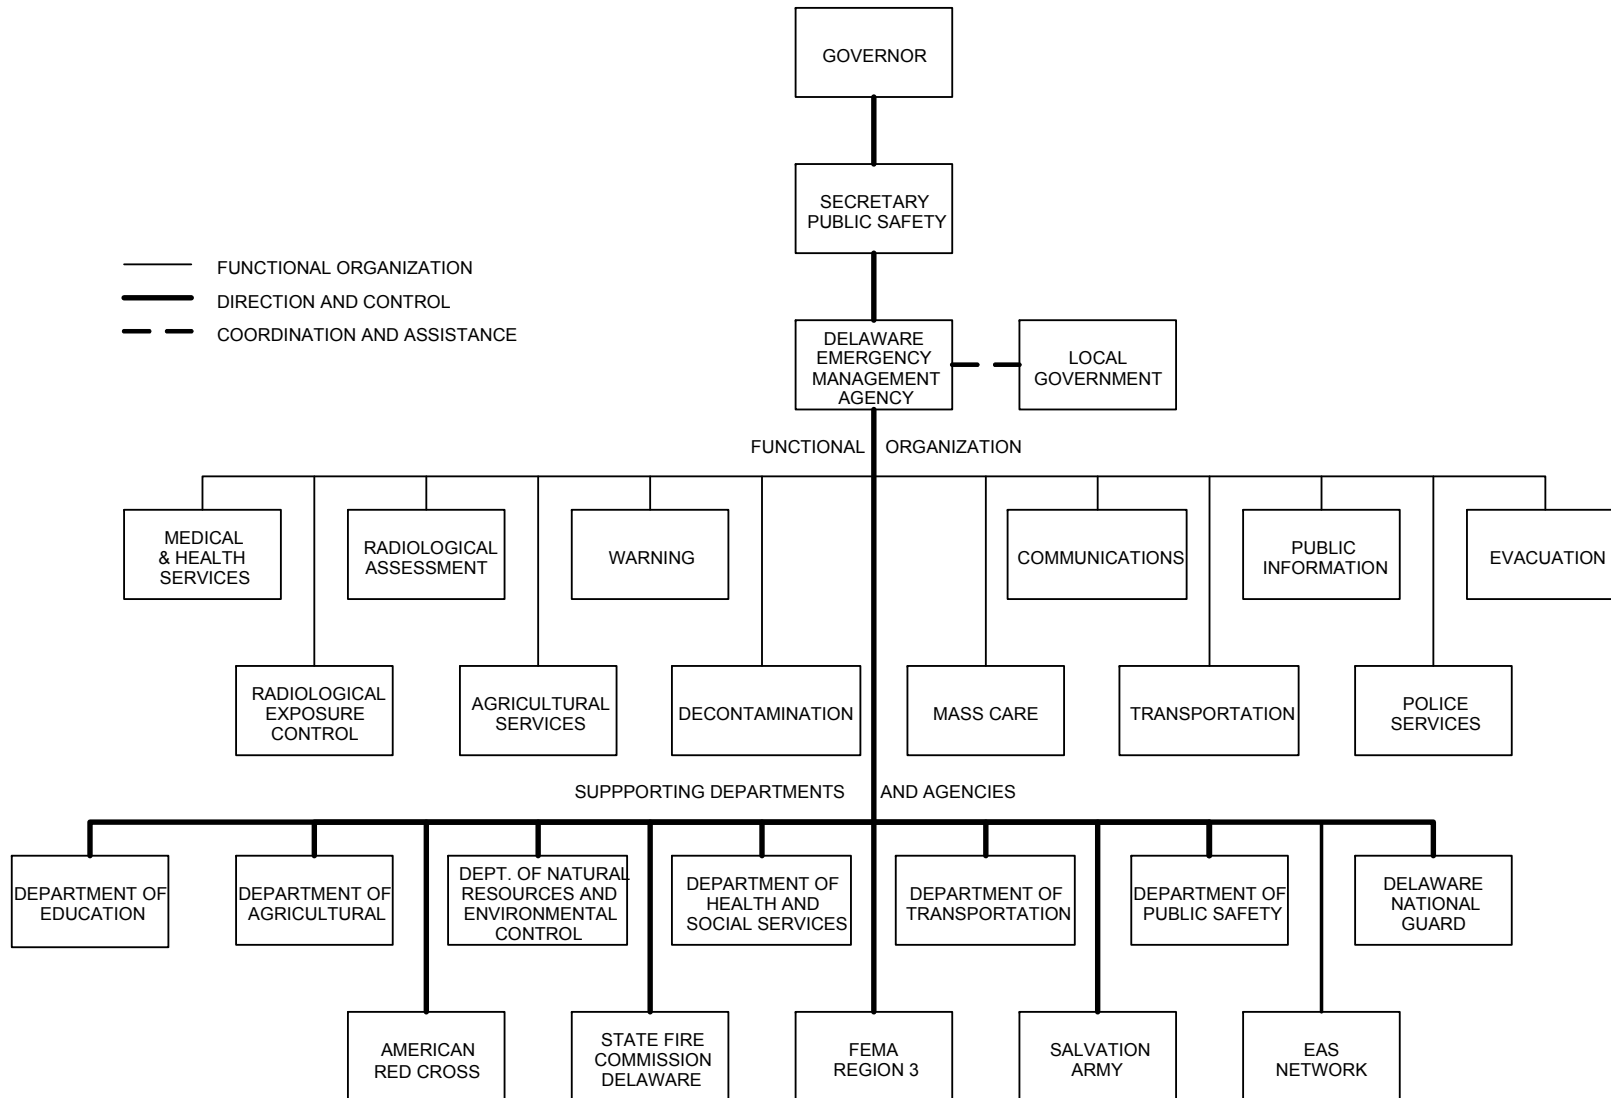 GOVERNOR
SECRETARY
PUBLIC SAFETY
FUNCTIONAL ORGANIZATION
DIRECTION AND CONTROL
COORDINATION AND ASSISTANCE
DELAWARE
EMERGENCY
MANAGEMENT
AGENCY
LOCAL
GOVERNMENT
FUNCTIONAL ORGANIZATION
MEDICAL
& HEALTH
SERVICES
RADIOLOGICAL
ASSESSMENT
WARNING
COMMUNICATIONS
PUBLIC
INFORMATION
EVACUATION
RADIOLOGICAL
EXPOSURE
CONTROL
AGRICULTURAL
SERVICES
DECONTAMINATION
MASS CARE
TRANSPORTATION
POLICE
SERVICES
SUPPPORTING DEPARTMENTS AND AGENCIES
DEPARTMENT OF
EDUCATION
DEPARTMENT OF
AGRICULTURAL
DEPT. OF NATURAL
RESOURCES AND
ENVIRONMENTAL
CONTROL
DEPARTMENT OF
HEALTH AND
SOCIAL SERVICES
DEPARTMENT OF
TRANSPORTATION
DEPARTMENT OF
PUBLIC SAFETY
DELAWARE
NATIONAL
GUARD
AMERICAN
RED CROSS
STATE FIRE
COMMISSION
DELAWARE
FEMA
REGION 3
SALVATION
ARMY
EAS
NETWORK